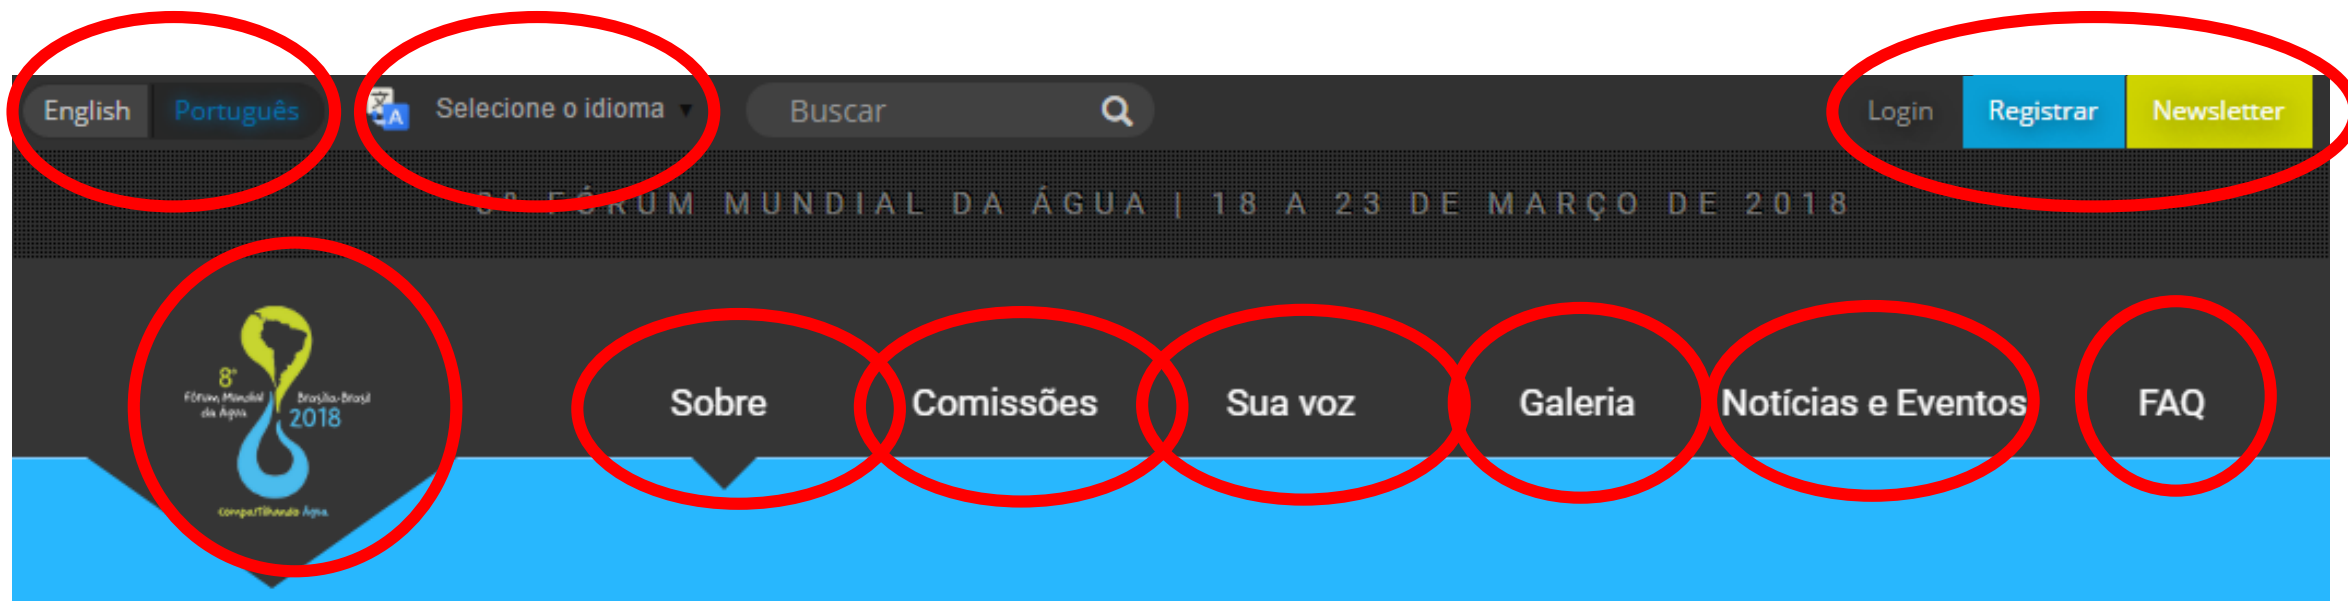 English Português Selecione o idioma Buscar Login Registrar Newsletter
8º FÓRUM MUNDIAL DA ÁGUA | 18 A 23 DE MARÇO DE 2018
8º
Fórum Mundial
da Água
Brasília-Brasil
2018
Compartilhando Água
Sobre Comissões Sua voz Galeria Notícias e Eventos FAQ